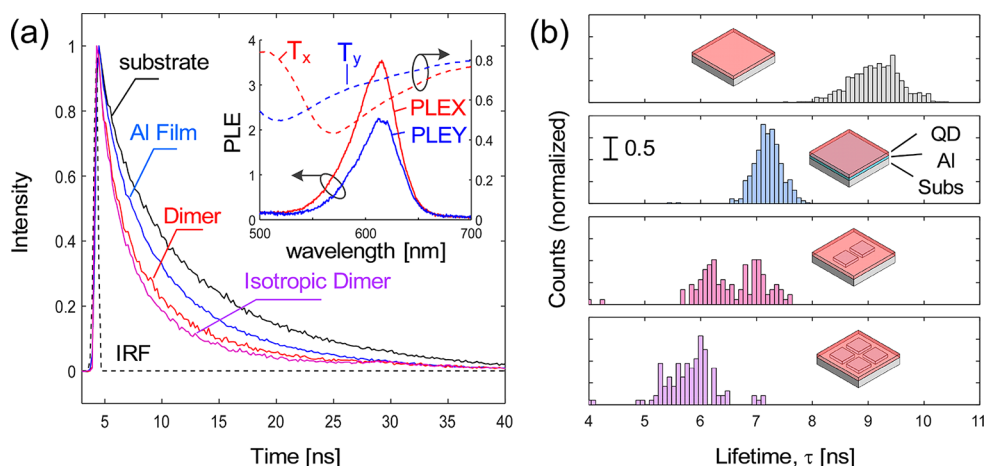 (a)
Intensity
1
0.8
0.6
0.4
0.2
0
substrate
Al Film
Dimer
Isotropic Dimer
IRF
5 10 15 20 25 30 35 40
Time [ns]
PLE
4
3
2
1
0
Tx
Ty
PLEX
PLEY
0.8
0.6
0.4
0.2
0
500 600 700
wavelength [nm]
(b)
Counts (normalized)
0.5
QD
Al
Subs
4 5 6 7 8 9 10 11
Lifetime, τ [ns]